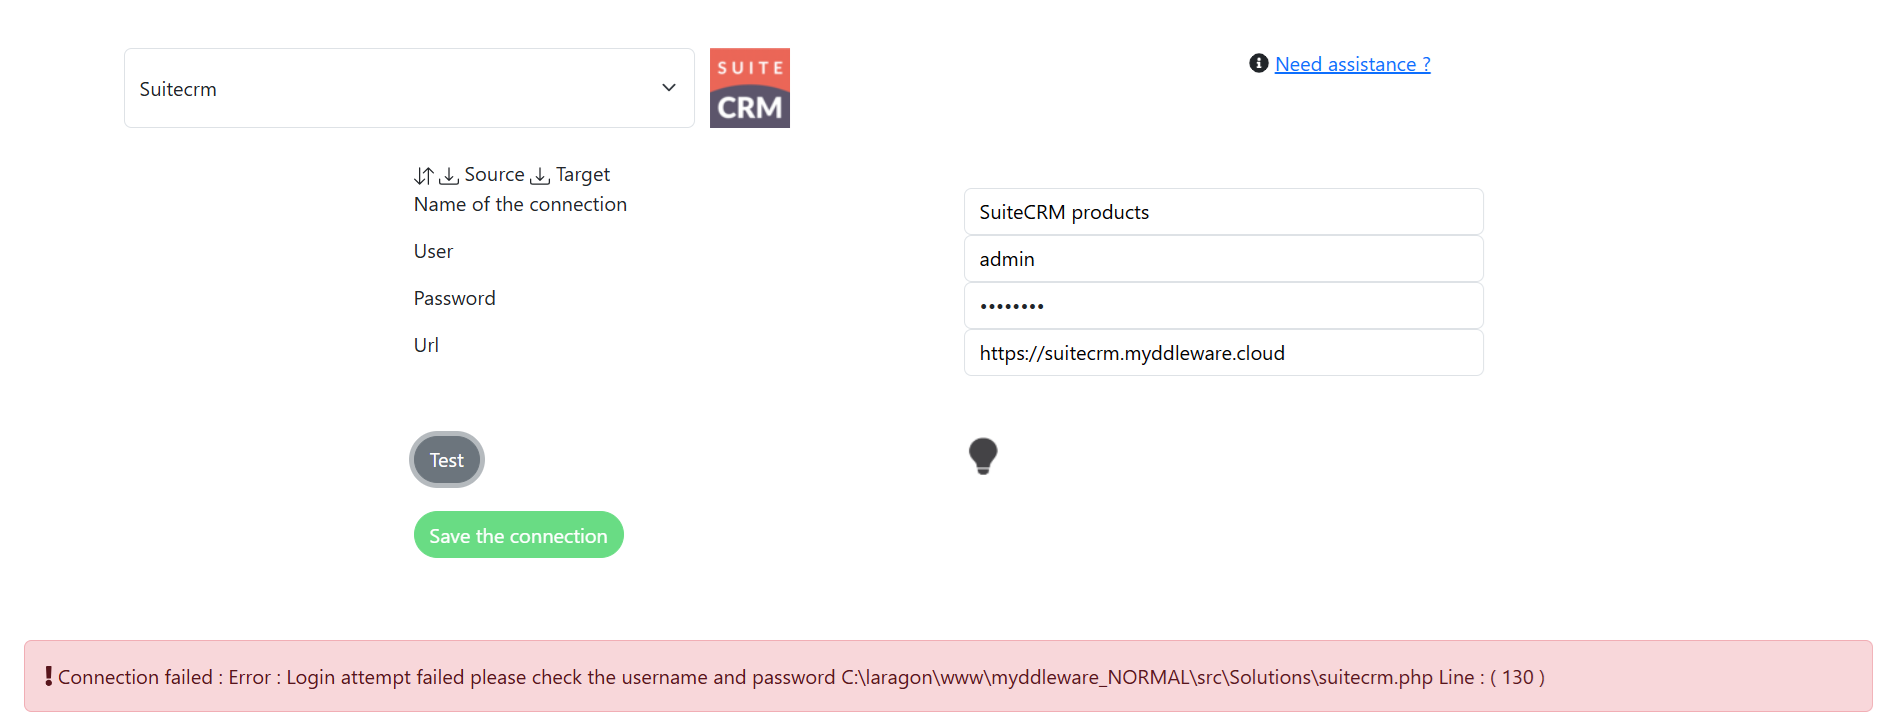 Suitecrm
SUITE
CRM
Need assistance ?
Source Target
Name of the connection
SuiteCRM products
User
admin
Password
••••••••
Url
https://suitecrm.myddleware.cloud
Test
Save the connection
Connection failed : Error : Login attempt failed please check the username and password C:\laragon\www\myddleware_NORMAL\src\Solutions\suitecrm.php Line : ( 130 )